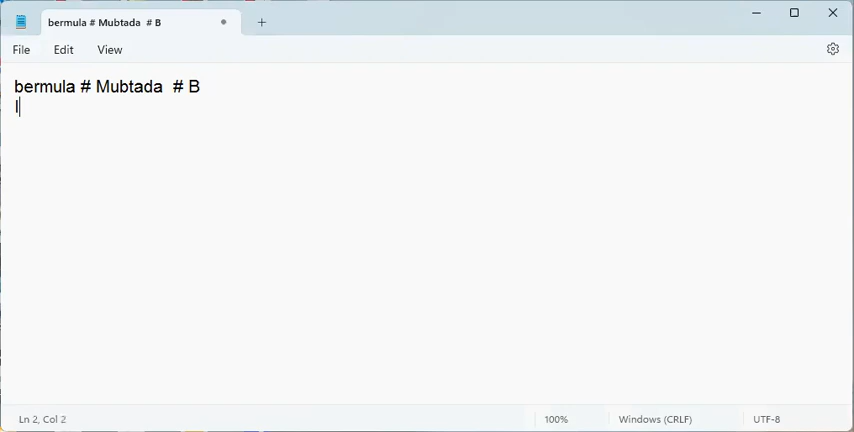 bermula # Mubtada  # B
File Edit View
bermula # Mubtada  # B
I
Ln 2, Col 2 100% Windows (CRLF) UTF-8